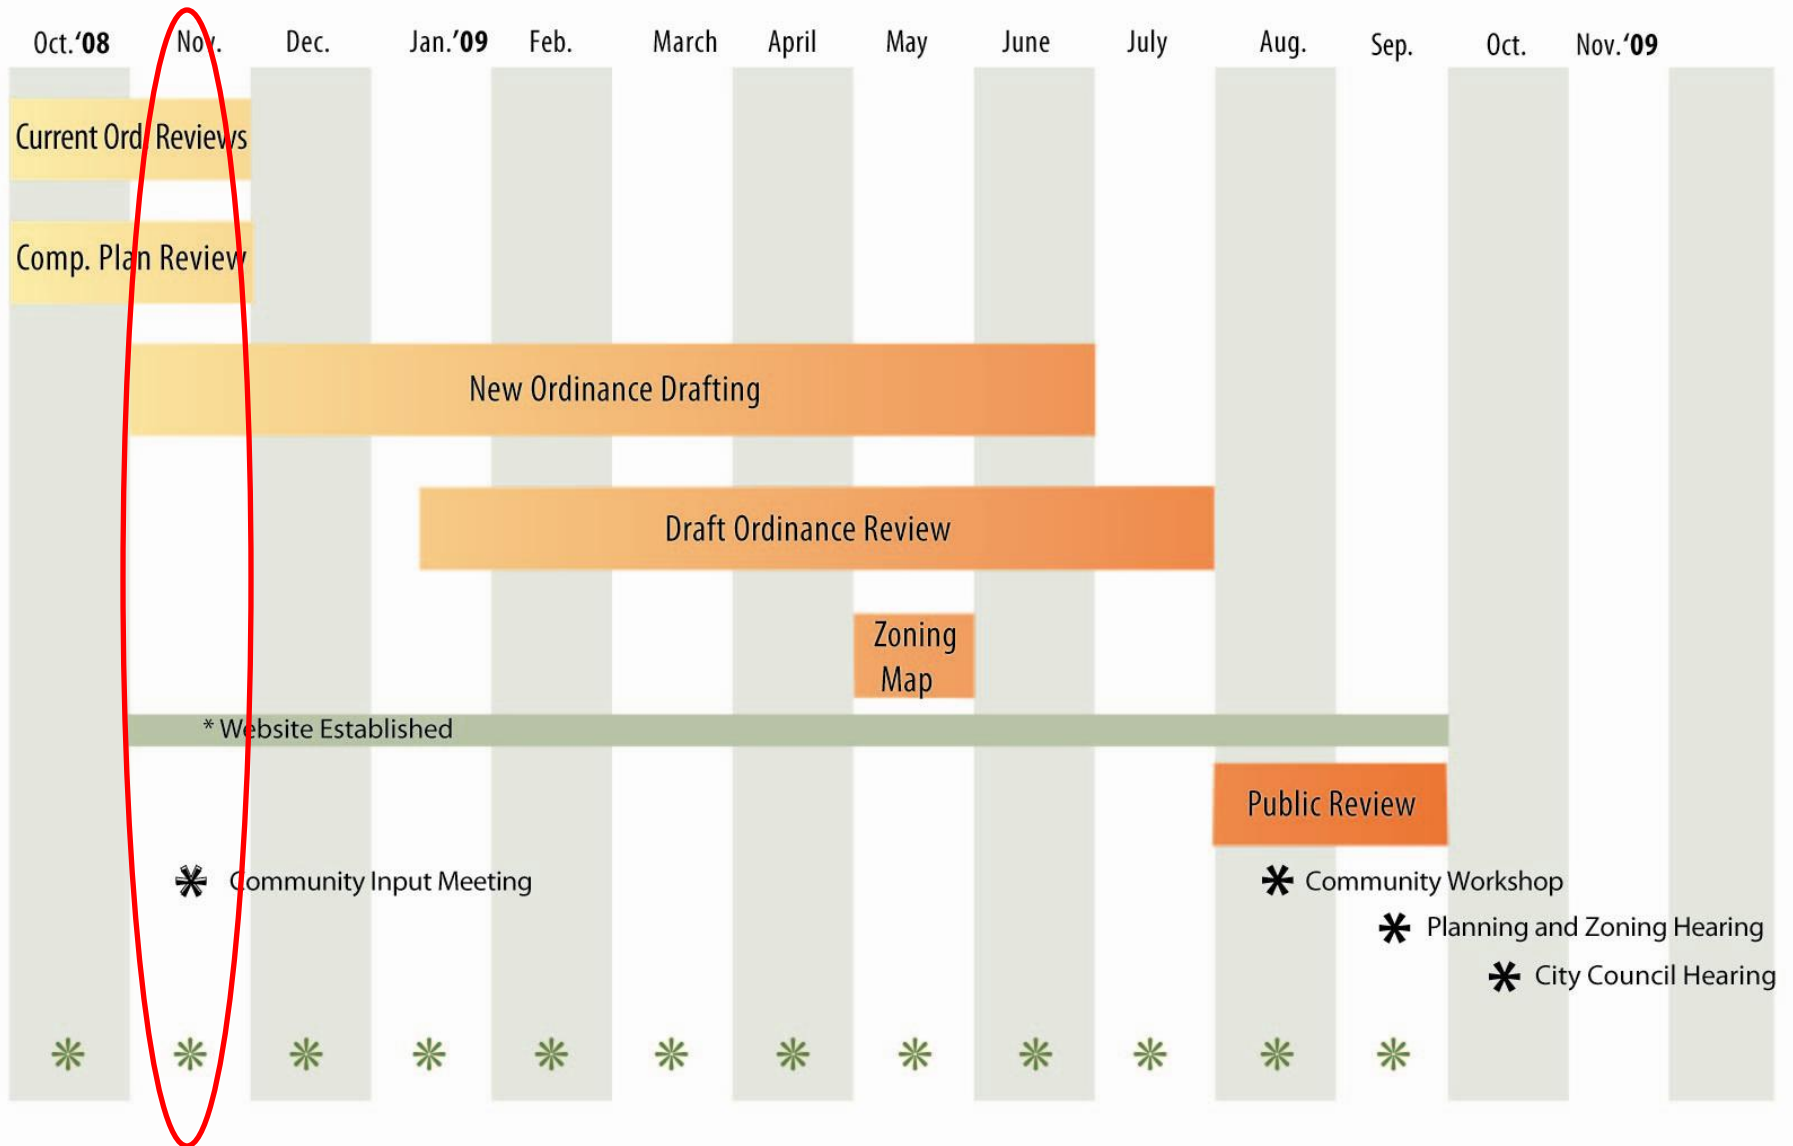 Oct.‘08 Nov. Dec. Jan.’09 Feb. March April May June July Aug. Sep. Oct. Nov.‘09
Current Ord. Reviews
Comp. Plan Review
New Ordinance Drafting
Draft Ordinance Review
Zoning
Map
* Website Established
Public Review
Community Input Meeting
Community Workshop
Planning and Zoning Hearing
City Council Hearing